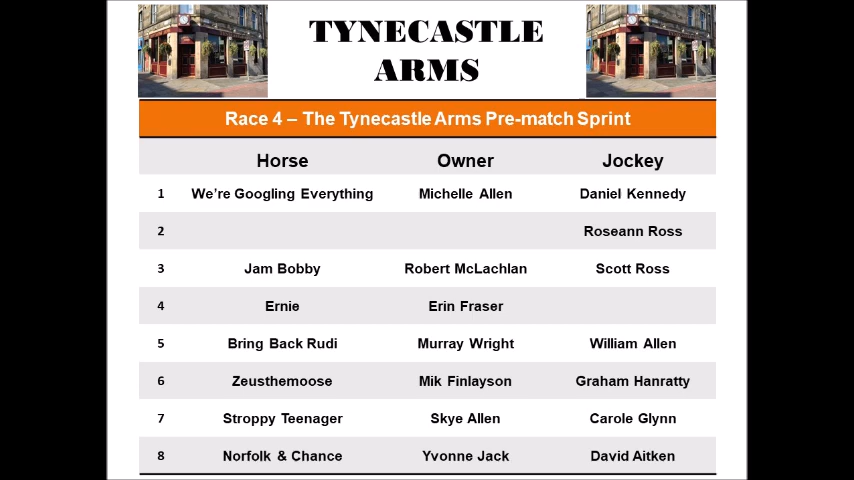 TYNECASTLE
ARMS
Race 4 – The Tynecastle Arms Pre-match Sprint
Horse Owner Jockey
1 We're Googling Everything Michelle Allen Daniel Kennedy
2 Roseann Ross
3 Jam Bobby Robert McLachlan Scott Ross
4 Ernie Erin Fraser
5 Bring Back Rudi Murray Wright William Allen
6 Zeusthemoose Mik Finlayson Graham Hanratty
7 Stroppy Teenager Skye Allen Carole Glynn
8 Norfolk & Chance Yvonne Jack David Aitken